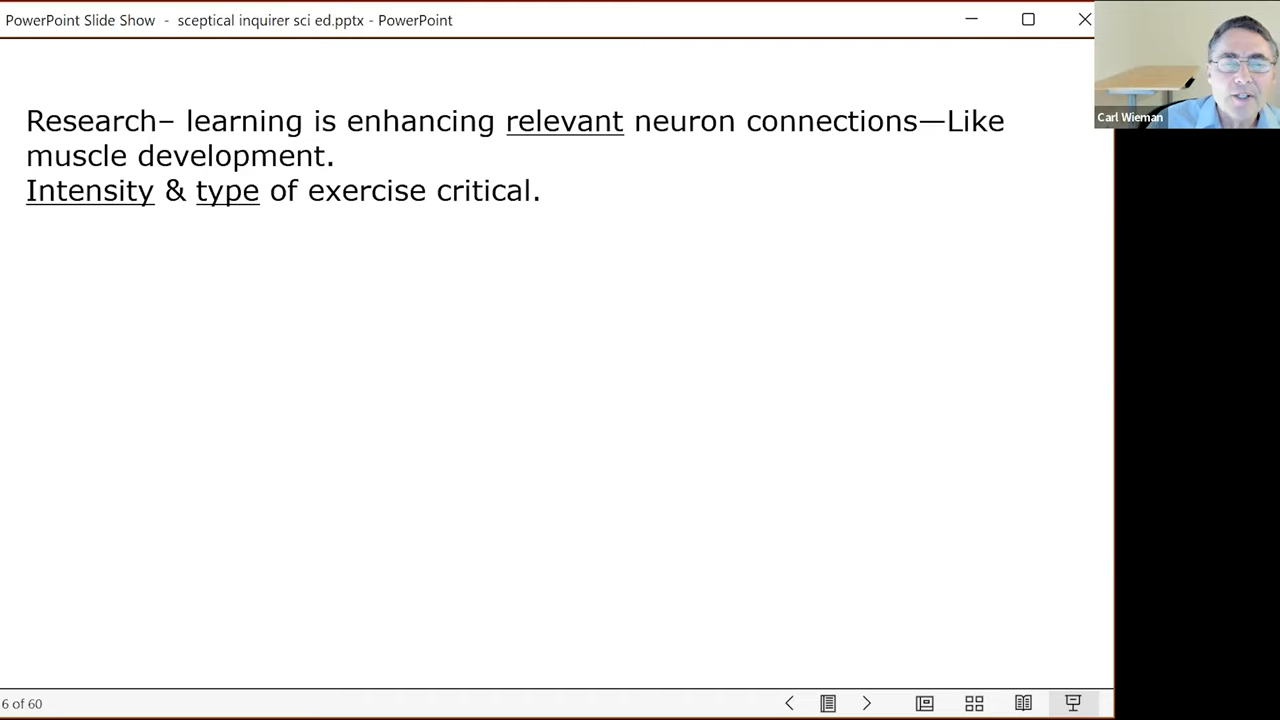 PowerPoint Slide Show - sceptical inquirer sci ed.pptx - PowerPoint
Carl Wieman
Research– learning is enhancing relevant neuron connections—Like
muscle development.
Intensity & type of exercise critical.
6 of 60